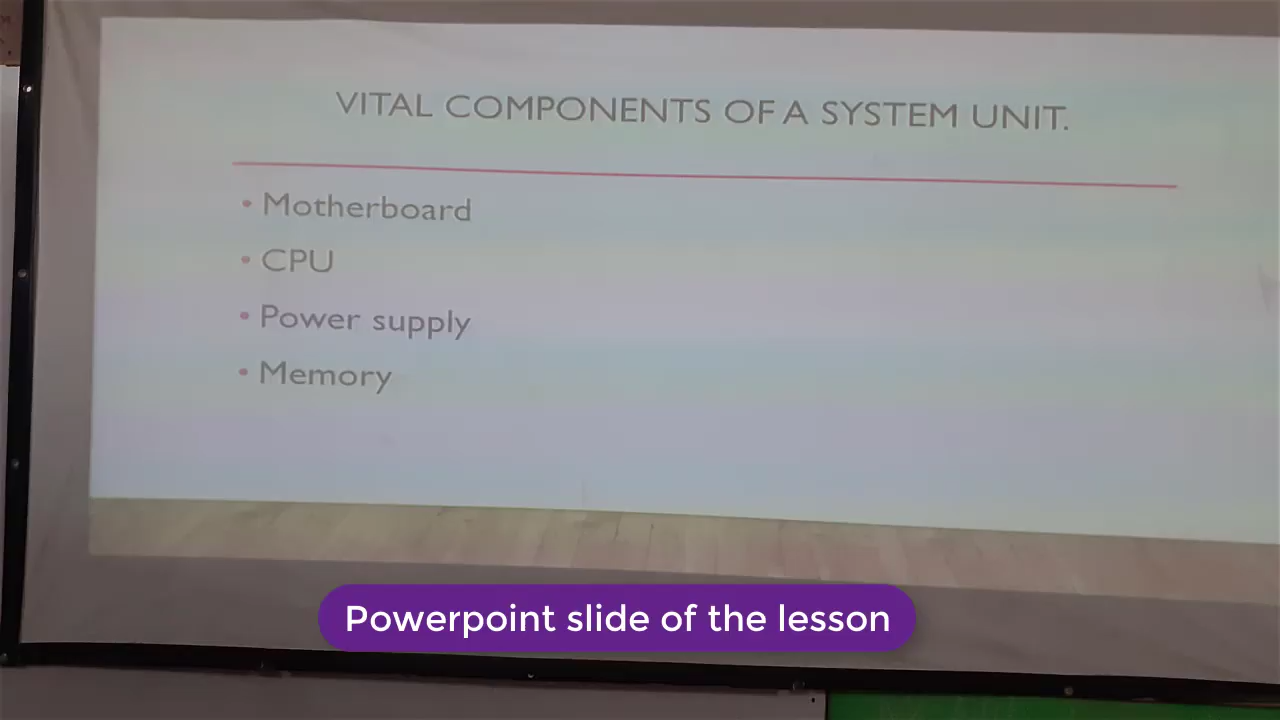 VITAL COMPONENTS OF A SYSTEM UNIT.
• Motherboard
• CPU
• Power supply
• Memory
Powerpoint slide of the lesson